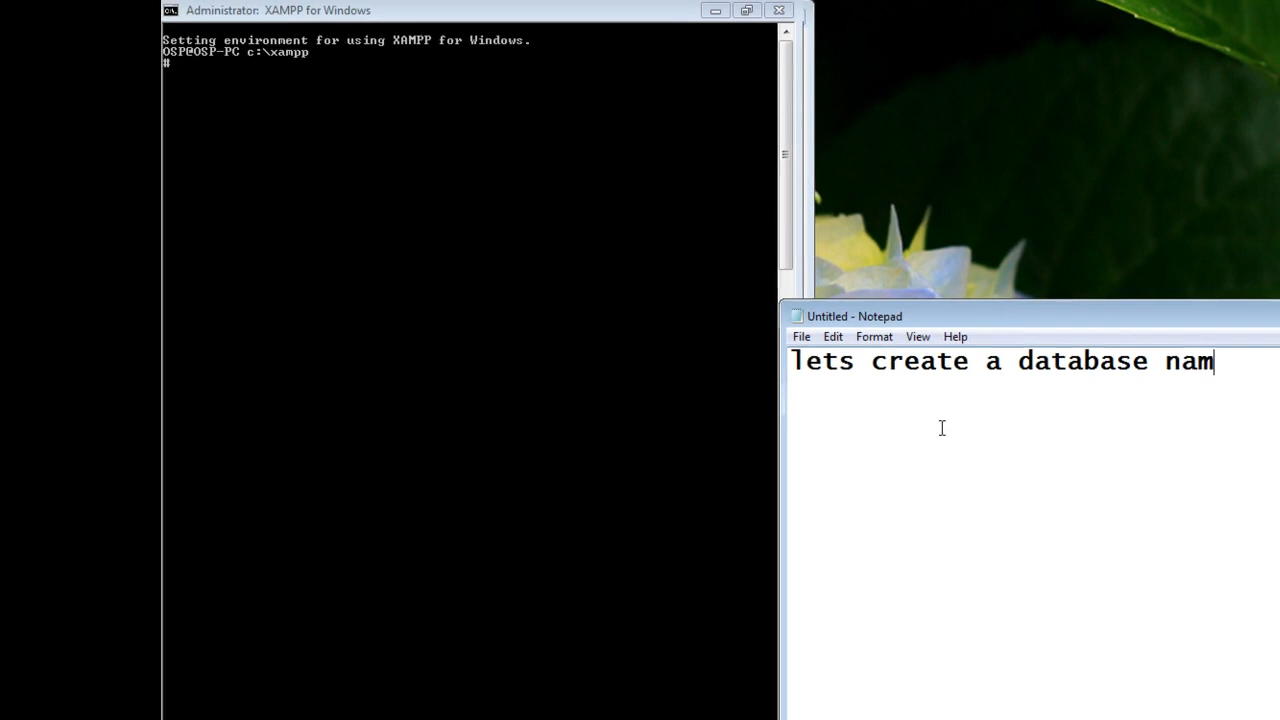 Administrator: XAMPP for Windows
Setting environment for using XAMPP for Windows.
OSP@OSP-PC c:\xampp
#
Untitled - Notepad
File Edit Format View Help
lets create a database nam